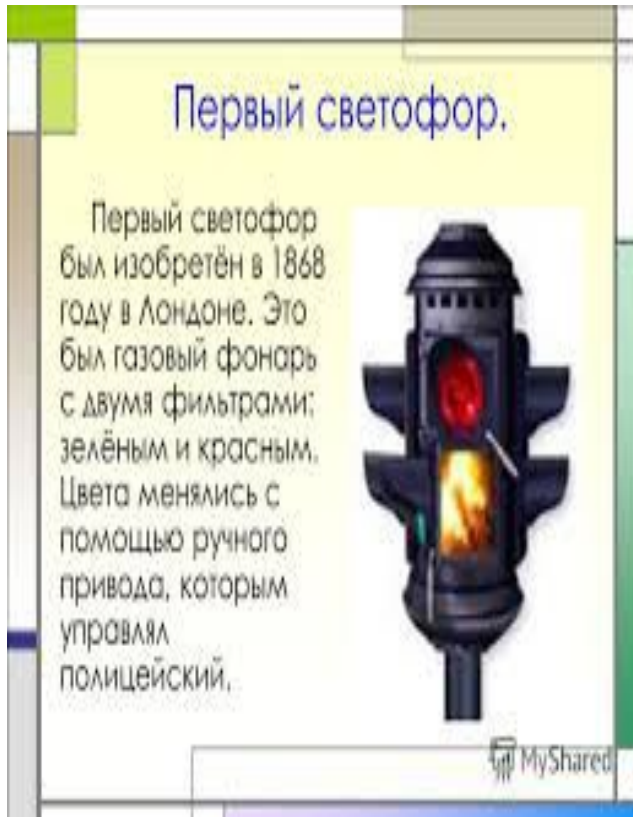 Первый светофор.
Первый светофор
был изобретён в 1868
году в Лондоне. Это
был газовый фонарь
с двумя фильтрами:
зелёным и красным.
Цвета менялись с
помощью ручного
привода, которым
управлял
полицейский.
MyShared